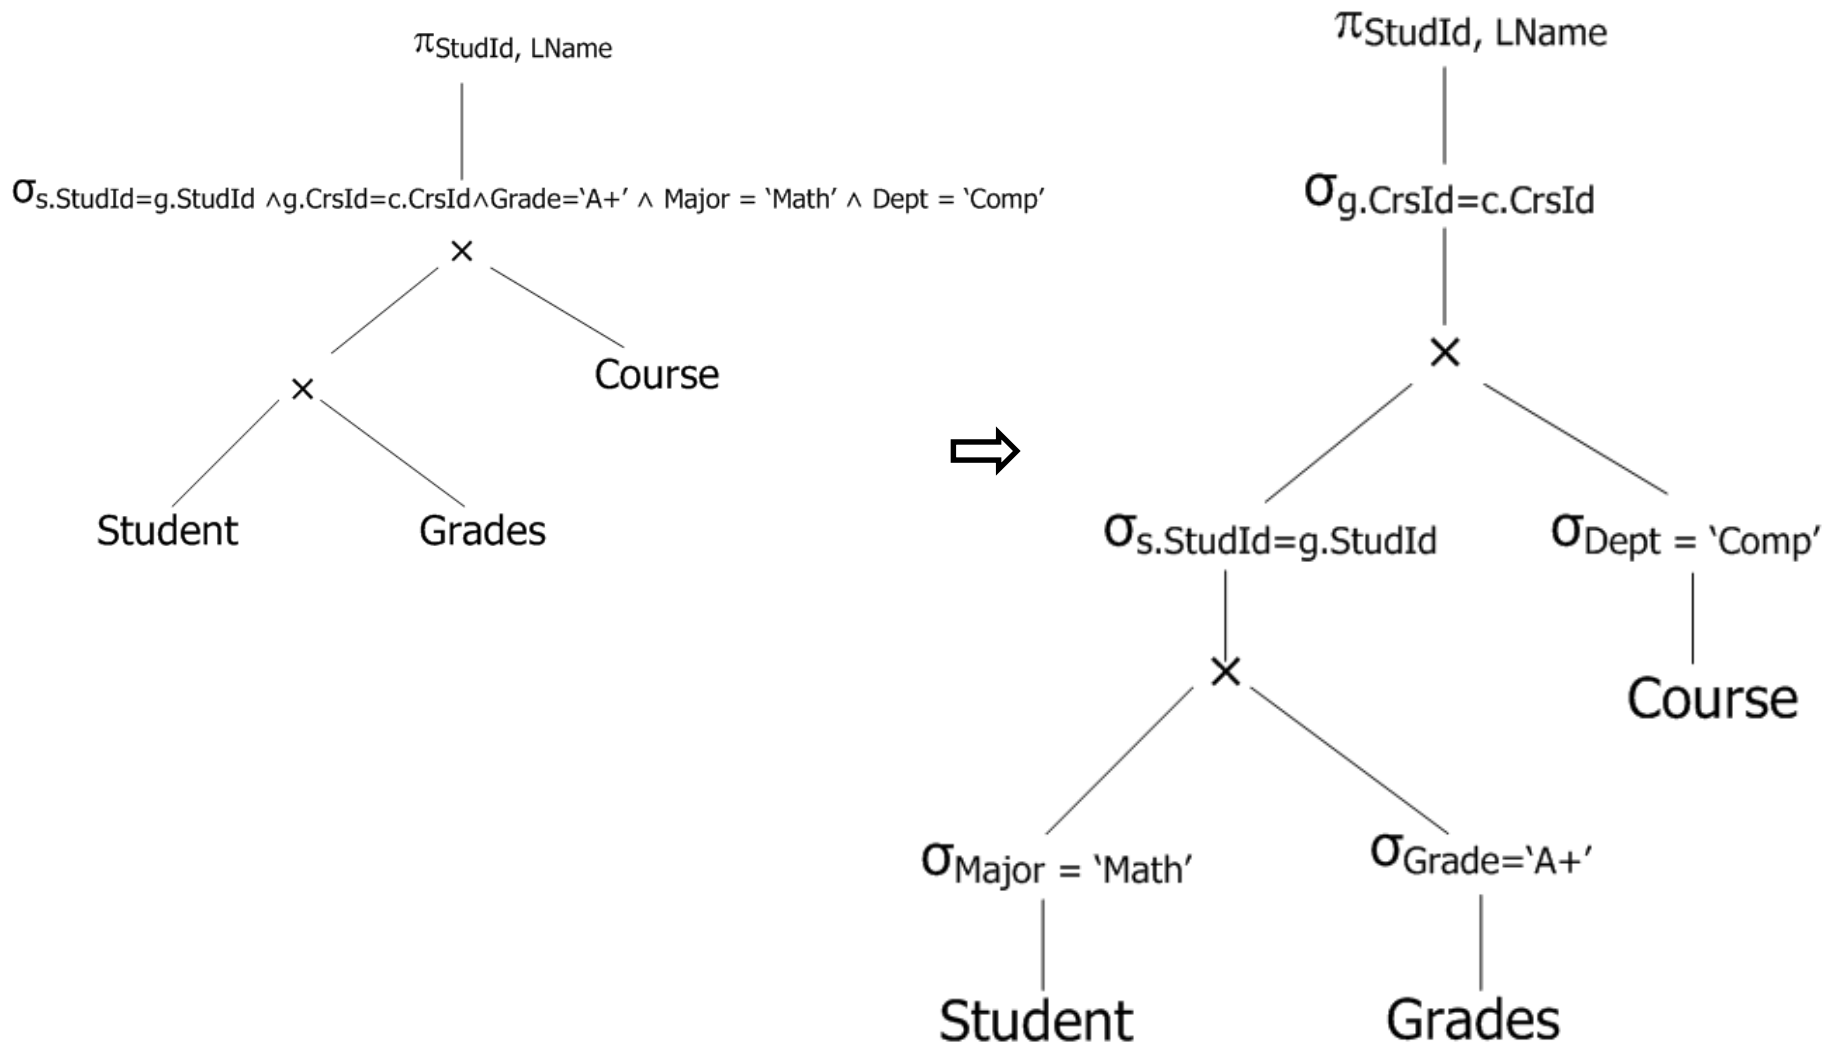 πStudId, LName
σs.StudId=g.StudId ∧g.CrsId=c.CrsId∧Grade=‘A+’ ∧ Major = ‘Math’ ∧ Dept = ‘Comp’
×
Course
×
Student Grades
πStudId, LName
σg.CrsId=c.CrsId
×
σs.StudId=g.StudId σDept = ‘Comp’
×
Course
σMajor = ‘Math’ σGrade=‘A+’
Student Grades